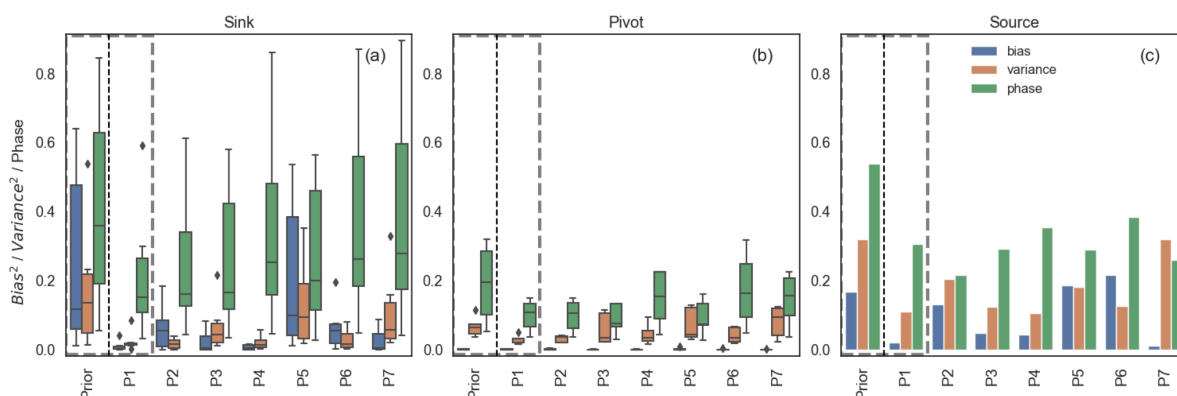 Sink
Pivot
Source
(a)
(b)
(c)
bias
variance
phase
Bias² / Variance² / Phase
0.8
0.6
0.4
0.2
0.0
0.8
0.6
0.4
0.2
0.0
0.8
0.6
0.4
0.2
0.0
Prior
P1
P2
P3
P4
P5
P6
P7
Prior
P1
P2
P3
P4
P5
P6
P7
Prior
P1
P2
P3
P4
P5
P6
P7